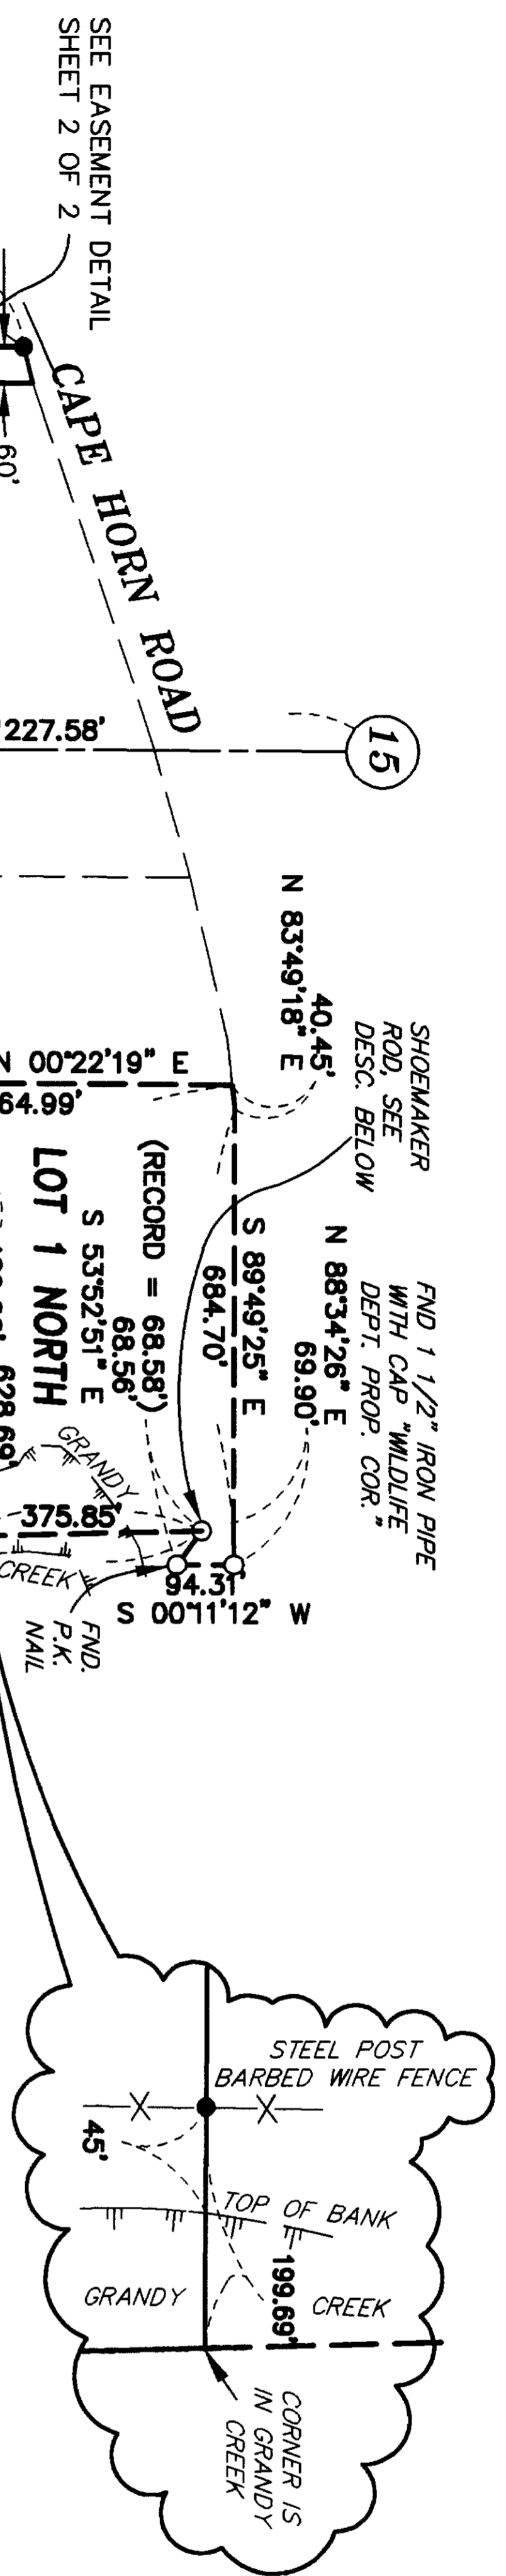 SEE EASEMENT DETAIL
SHEET 2 OF 2
60'
CAPE HORN ROAD
227.58'
15
N 83°49'18" E
40.45'
SHOEMAKER
ROD, SEE
DESC. BELOW
N 00°22'19" E
64.99'
LOT 1 NORTH
(RECORD = 68.58')
68.56'
S 53°52'51" E
S 89°49'25" E
684.70'
N 88°34'26" E
69.90'
FND 1 1/2" IRON PIPE
WITH CAP "WILDLIFE
DEPT. PROP. COR."
628.69'
GRANDY
CREEK
375.85'
94.31'
S 00°11'12" W
FND.
P.K.
NAIL
STEEL POST
BARBED WIRE FENCE
45'
TOP OF BANK
199.69'
GRANDY CREEK
CORNER IS
IN GRANDY
CREEK